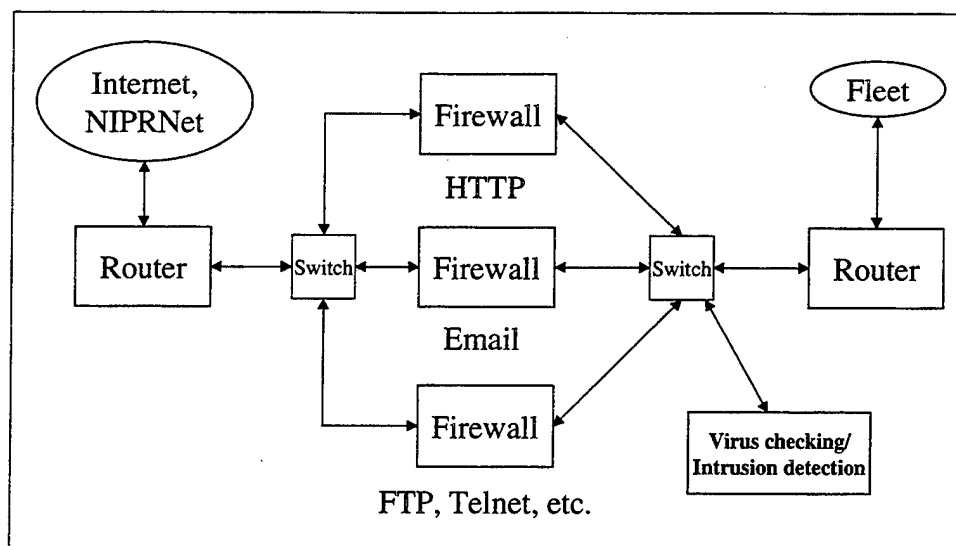 Internet,
NIPRNet
Fleet
Firewall
HTTP
Router
Switch
Firewall
Switch
Router
Email
Firewall
Virus checking/
Intrusion detection
FTP, Telnet, etc.